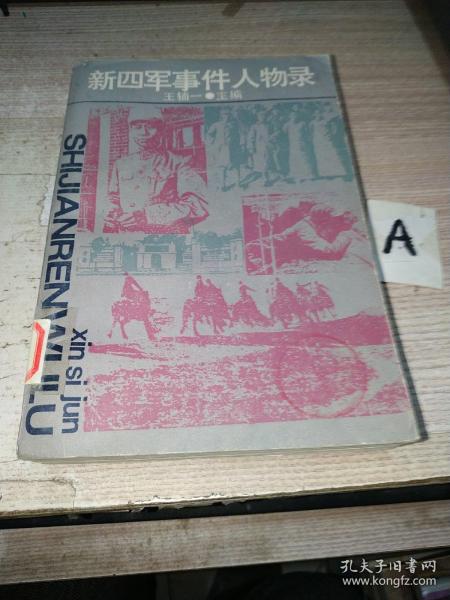 新四军事件人物录
王辅一●主编
SHIJIANRENWULU
xin si jun
A
孔夫子旧书网
www.kongfz.com